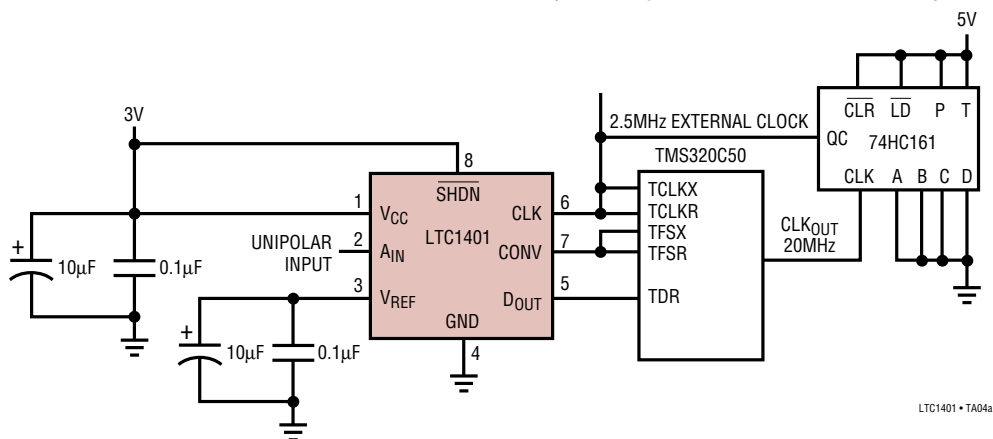 5V
CLR LD P T
2.5MHz EXTERNAL CLOCK
QC 74HC161
3V
TMS320C50
8
SHDN
CLK A B C D
1
VCC
CLK
6
TCLKX
TCLKR
LTC1401
UNIPOLAR
INPUT
2
AIN
CONV
7
TFSX
TFSR
CLKOUT
20MHz
+
10µF
0.1µF
3
VREF
DOUT
5
TDR
GND
4
+
10µF
0.1µF
LTC1401 • TA04a